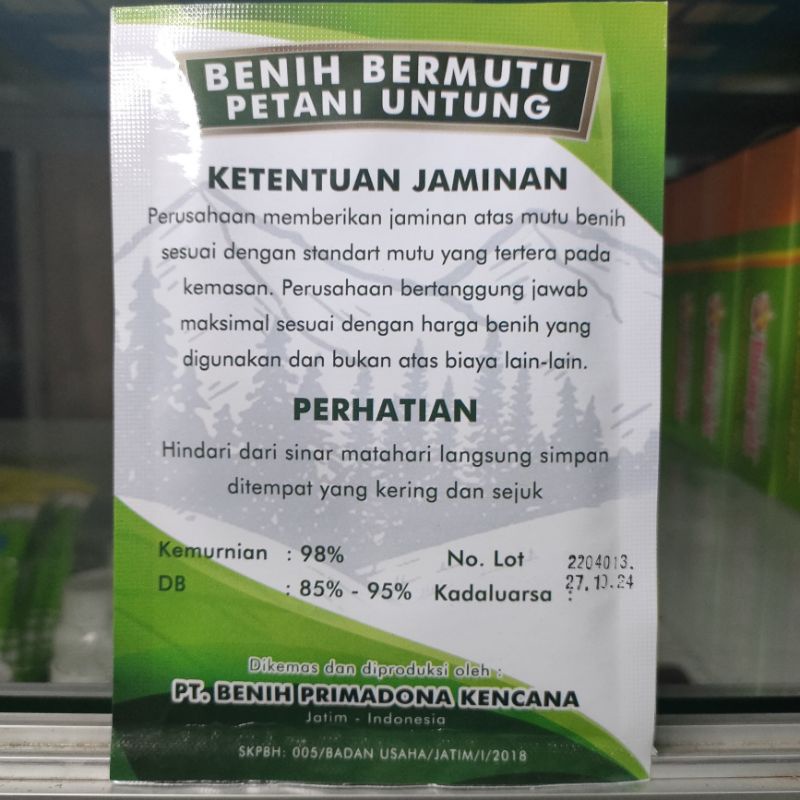 BENIH BERMUTU
PETANI UNTUNG
KETENTUAN JAMINAN
Perusahaan memberikan jaminan atas mutu benih
sesuai dengan standart mutu yang tertera pada
kemasan. Perusahaan bertanggung jawab
maksimal sesuai dengan harga benih yang
digunakan dan bukan atas biaya lain-lain.
PERHATIAN
Hindari dari sinar matahari langsung simpan
ditempat yang kering dan sejuk
Kemurnian : 98% No. Lot 2204013.
DB : 85% - 95% Kadaluarsa : 27.10.24
Dikemas dan diproduksi oleh :
PT. BENIH PRIMADONA KENCANA
Jatim - Indonesia
SKPBH: 005/BADAN USAHA/JATIM/I/2018